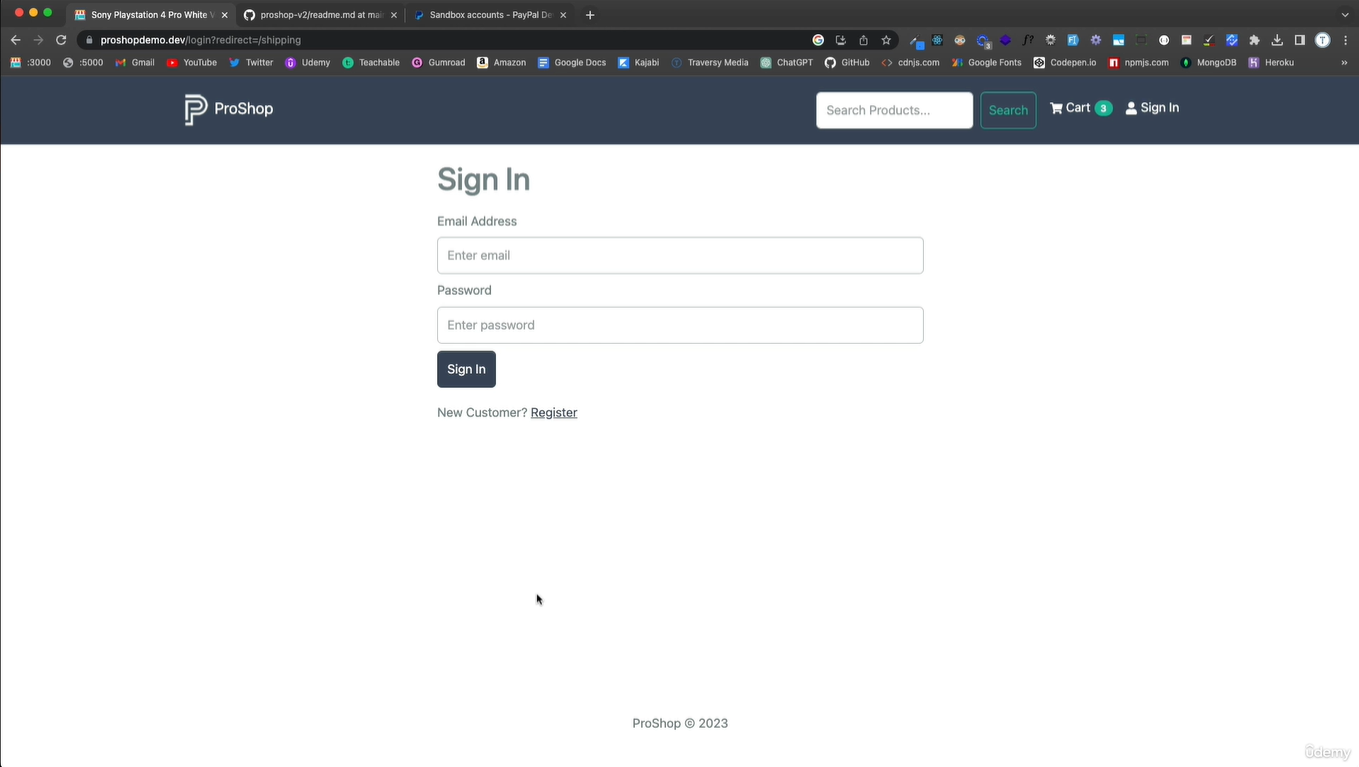 Sony Playstation 4 Pro White V
proshop-v2/readme.md at mai
Sandbox accounts - PayPal De
proshopdemo.dev/login?redirect=/shipping
:3000 :5000 Gmail YouTube Twitter Udemy Teachable Gumroad Amazon Google Docs Kajabi Traversy Media ChatGPT GitHub cdnjs.com Google Fonts Codepen.io npmjs.com MongoDB Heroku »
ProShop
Search Products...
Search
Cart 3
Sign In
Sign In
Email Address
Enter email
Password
Enter password
Sign In
New Customer? Register
ProShop © 2023
ûdemy